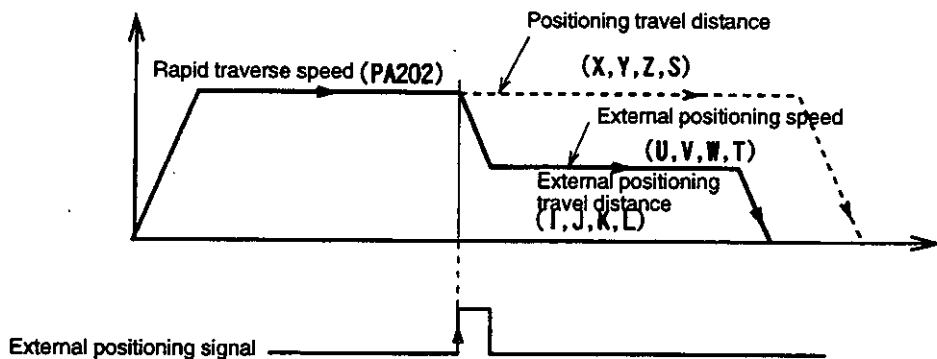 Positioning travel distance
Rapid traverse speed (PA202)
(X,Y,Z,S)
External positioning speed
(U,V,W,T)
External positioning
travel distance
(I,J,K,L)
External positioning signal